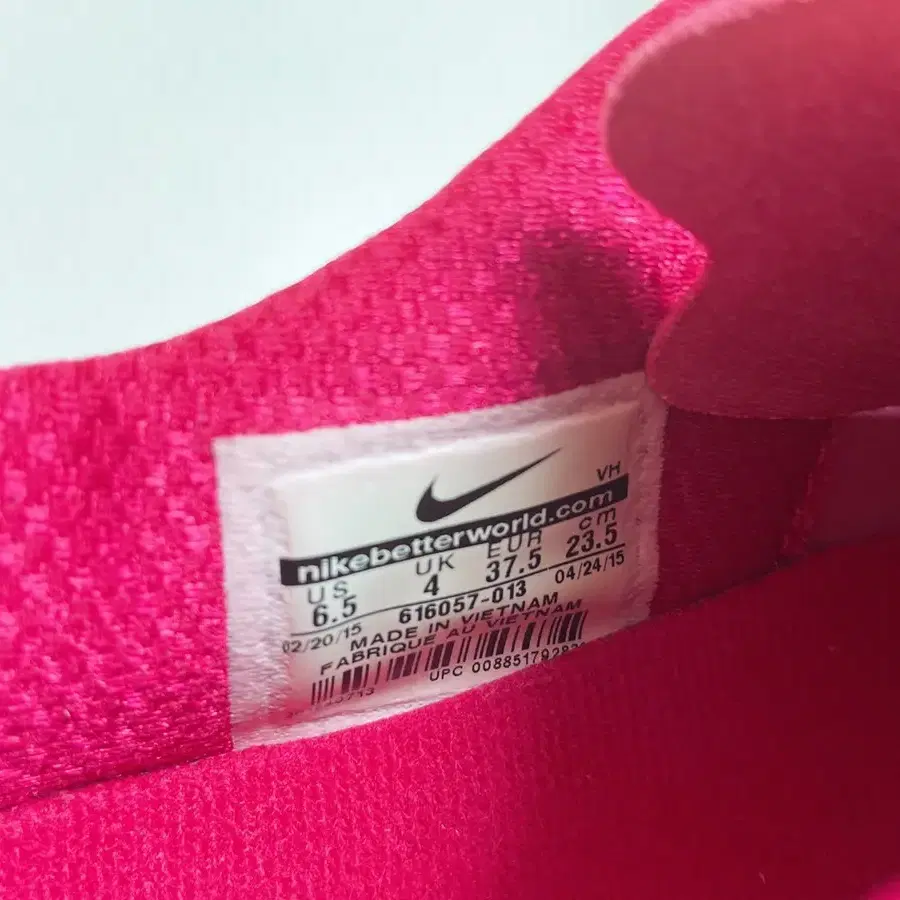 VH
nikebetterworld.com
US UK EUR cm
6.5 4 37.5 23.5
02/20/15 616057-013 04/24/15
MADE IN VIETNAM
FABRIQUE AU VIETNAM
UPC 00885179282